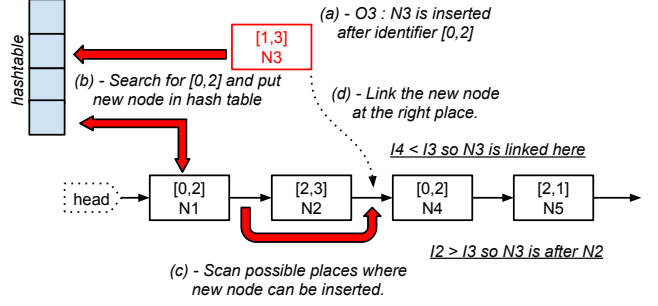 (a) - O3 : N3 is inserted
after identifier [0,2]
[1,3]
N3
hashtable
(b) - Search for [0,2] and put
new node in hash table
(d) - Link the new node
at the right place.
I4 < I3 so N3 is linked here
head
[0,2]
N1
[2,3]
N2
[0,2]
N4
[2,1]
N5
I2 > I3 so N3 is after N2
(c) - Scan possible places where
new node can be inserted.